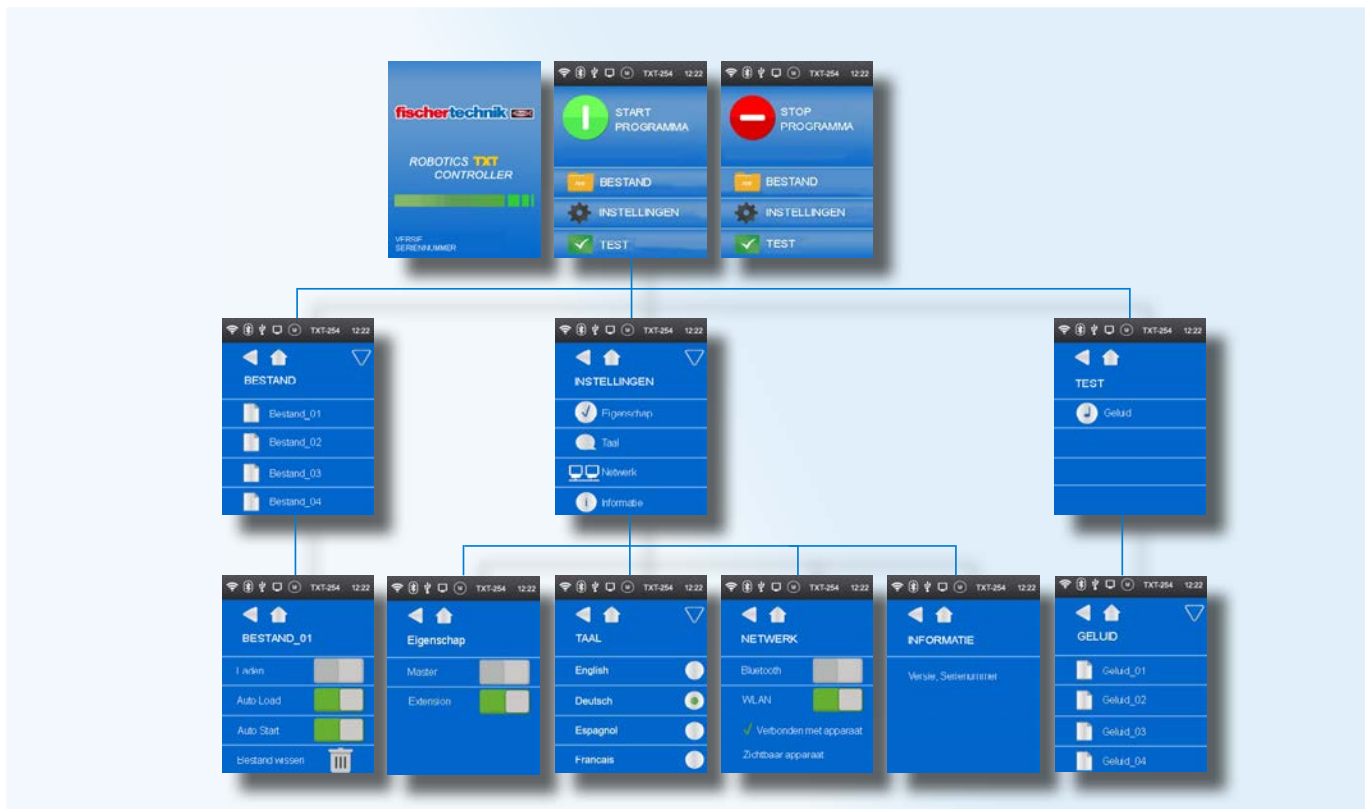 fischertechnik
ROBOTICS TXT
CONTROLLER
SERIENNUMMER
TXT-254 12:22
START
PROGRAMMA
BESTAND
INSTELLINGEN
TEST
TXT-254 12:22
STOP
PROGRAMMA
BESTAND
INSTELLINGEN
TEST
TXT-254 12:22
BESTAND
Bestand_01
Bestand_02
Bestand_03
Bestand_04
TXT-254 12:22
INSTELLINGEN
Eigenschap
Taal
Netwerk
Informatie
TXT-254 12:22
TEST
Geluid
TXT-254 12:22
BESTAND_01
Laden
Auto Load
Auto Start
Bestand wissen
TXT-254 12:22
Eigenschap
Master
Extension
TXT-254 12:22
TAAL
English
Deutsch
Espagnol
Francais
TXT-254 12:22
NETWERK
Bluetooth
WLAN
Verbonden met apparaat
Zichtbaar apparaat
TXT-254 12:22
INFORMATIE
Versie, Serienummer
TXT-254 12:22
GELUID
Geluid_01
Geluid_02
Geluid_03
Geluid_04